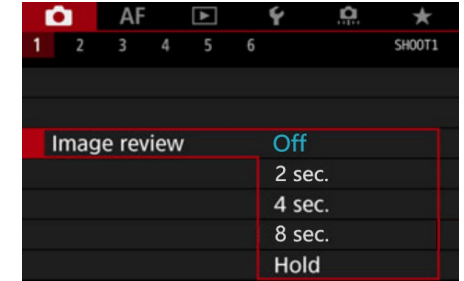 AF
1 2 3 4 5 6 SHOOT1
Image review Off
2 sec.
4 sec.
8 sec.
Hold